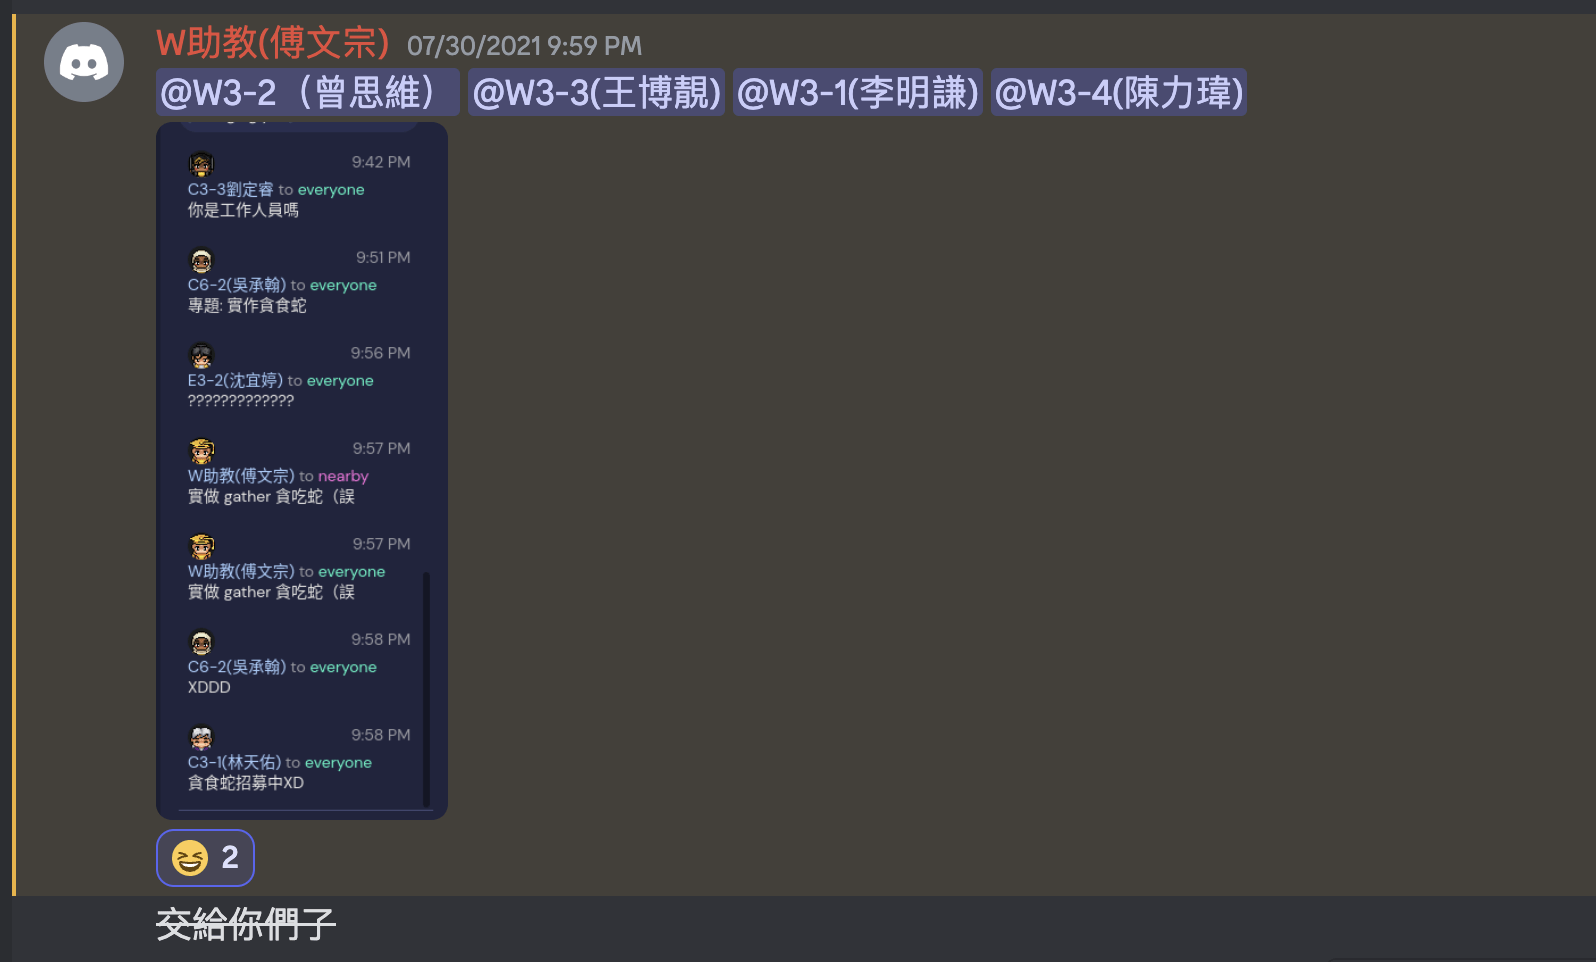 W助教(傅文宗) 07/30/2021 9:59 PM
@W3-2（曾思維） @W3-3(王博靚) @W3-1(李明謙) @W3-4(陳力瑋)
9:42 PM
C3-3劉定睿 to everyone
你是工作人員嗎
9:51 PM
C6-2(吳承翰) to everyone
專題: 實作貪食蛇
9:56 PM
E3-2(沈宜婷) to everyone
?????????????
9:57 PM
W助教(傅文宗) to nearby
實做 gather 貪吃蛇（誤
9:57 PM
W助教(傅文宗) to everyone
實做 gather 貪吃蛇（誤
9:58 PM
C6-2(吳承翰) to everyone
XDDD
9:58 PM
C3-1(林天佑) to everyone
貪食蛇招募中XD
2
交給你們了